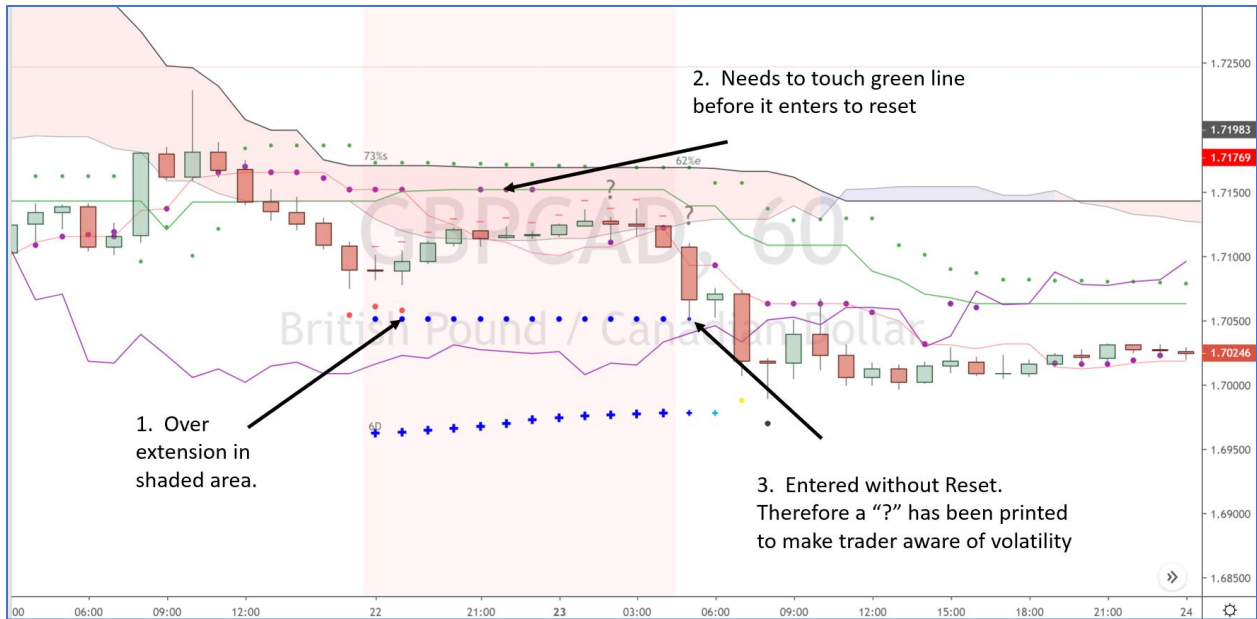 2. Needs to touch green line
before it enters to reset
1.72500
1.71983
1.71769
73%s
62%e
?
?
1.71500
GBPCAD, 60
1.71000
British Pound / Canadian Dollar
1.70500
1.70246
1.70000
1. Over
extension in
shaded area.
6D
1.69500
3. Entered without Reset.
Therefore a “?” has been printed
to make trader aware of volatility
1.69000
1.68500
:00 06:00 09:00 12:00 22 21:00 23 03:00 06:00 09:00 12:00 15:00 18:00 21:00 24